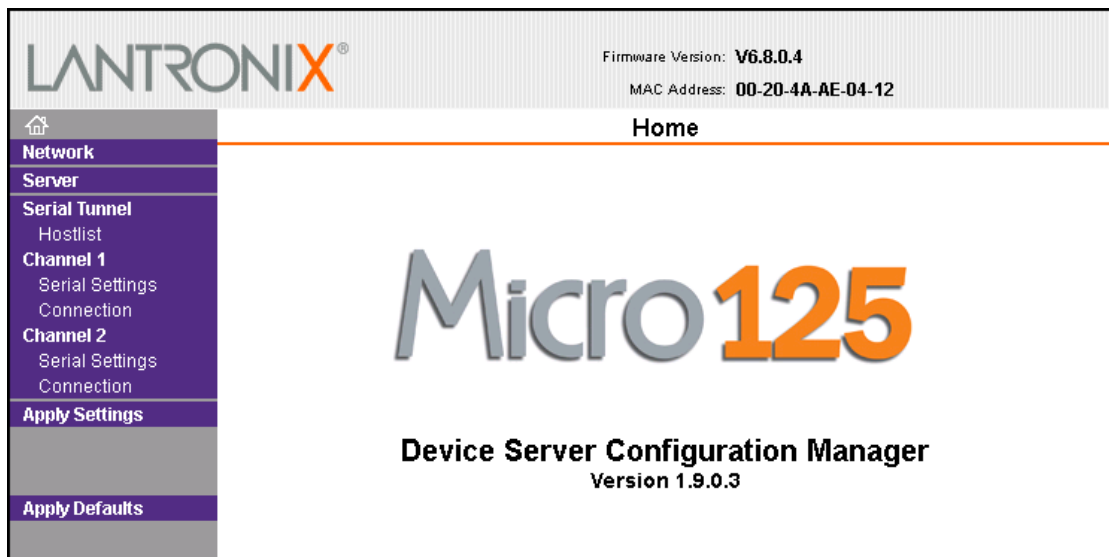 LANTRONIX®
Firmware Version: V6.8.0.4
MAC Address: 00-20-4A-AE-04-12
Home
Network
Server
Serial Tunnel
Hostlist
Channel 1
Serial Settings
Connection
Channel 2
Serial Settings
Connection
Apply Settings
Apply Defaults
Micro125
Device Server Configuration Manager
Version 1.9.0.3